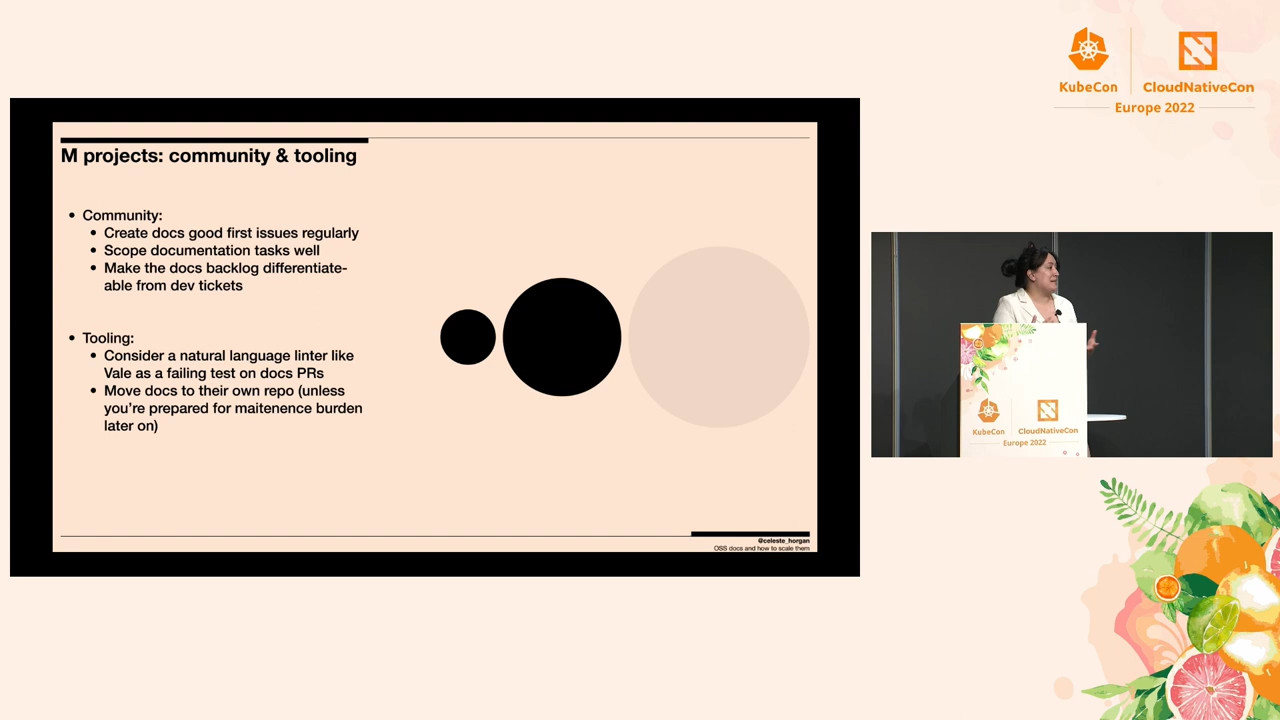 KubeCon
CloudNativeCon
Europe 2022
M projects: community & tooling
• Community:
• Create docs good first issues regularly
• Scope documentation tasks well
• Make the docs backlog differentiate-
able from dev tickets
• Tooling:
• Consider a natural language linter like
Vale as a failing test on docs PRs
• Move docs to their own repo (unless
you're prepared for maitenence burden
later on)
@celeste_horgan
OSS docs and how to scale them
KubeCon
CloudNativeCon
Europe 2022